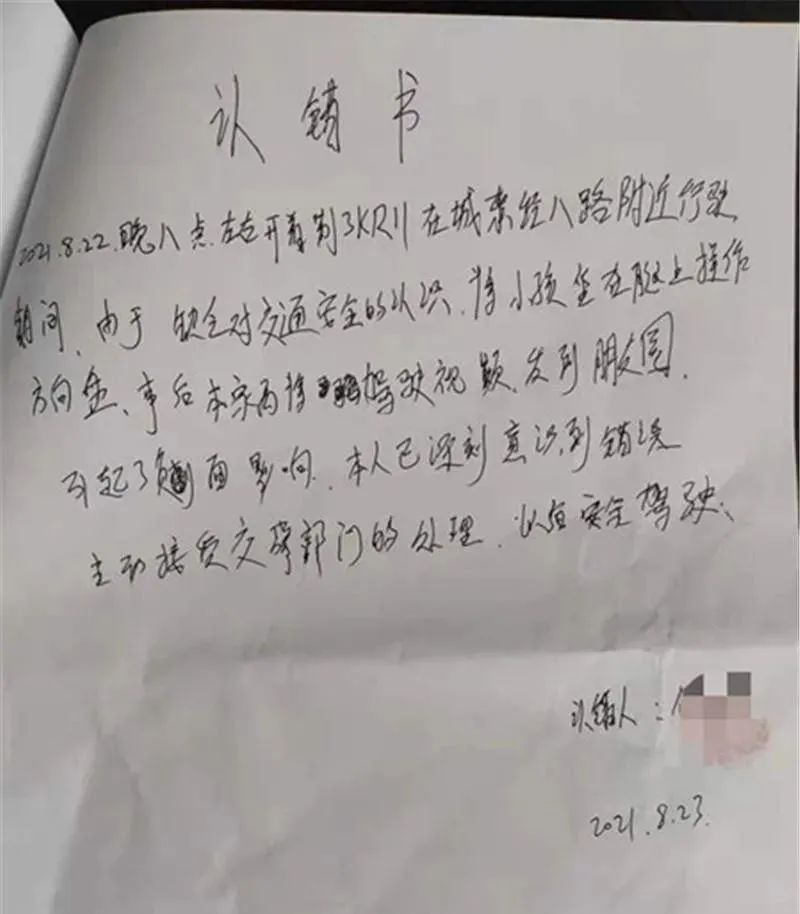 认错书
2021.8.22.晚八点左右开着鄂3KR11在城东经八路附近行驶
期间、由于缺乏对交通安全的认识.将小孩坐在腿上操作
方向盘、事后本人再将驾驶视频、发到朋友圈.
引起了负面影响.本人已深刻意识到错误
主动接受交警部门的处理.以后安全驾驶、
认错人:
2021.8.23.